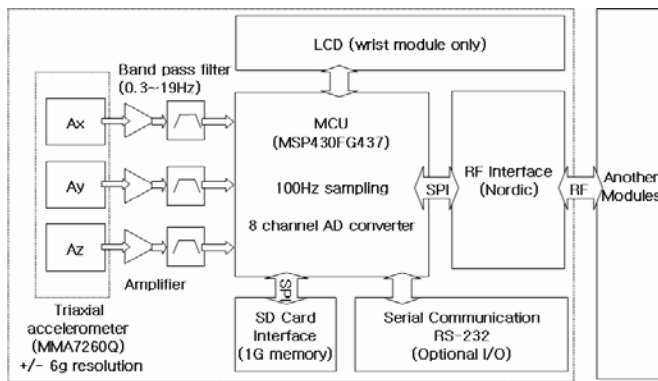 LCD (wrist module only)
Band pass filter
(0.3~19Hz)
Ax
Ay
Az
Amplifier
Triaxial
accelerometer
(MMA7260Q)
+/- 6g resolution
MCU
(MSP430FG437)
100Hz sampling
8 channel AD converter
SPI
RF Interface
(Nordic)
RF
Another
Modules
SPI
SD Card
Interface
(1G memory)
Serial Communication
RS-232
(Optional I/O)